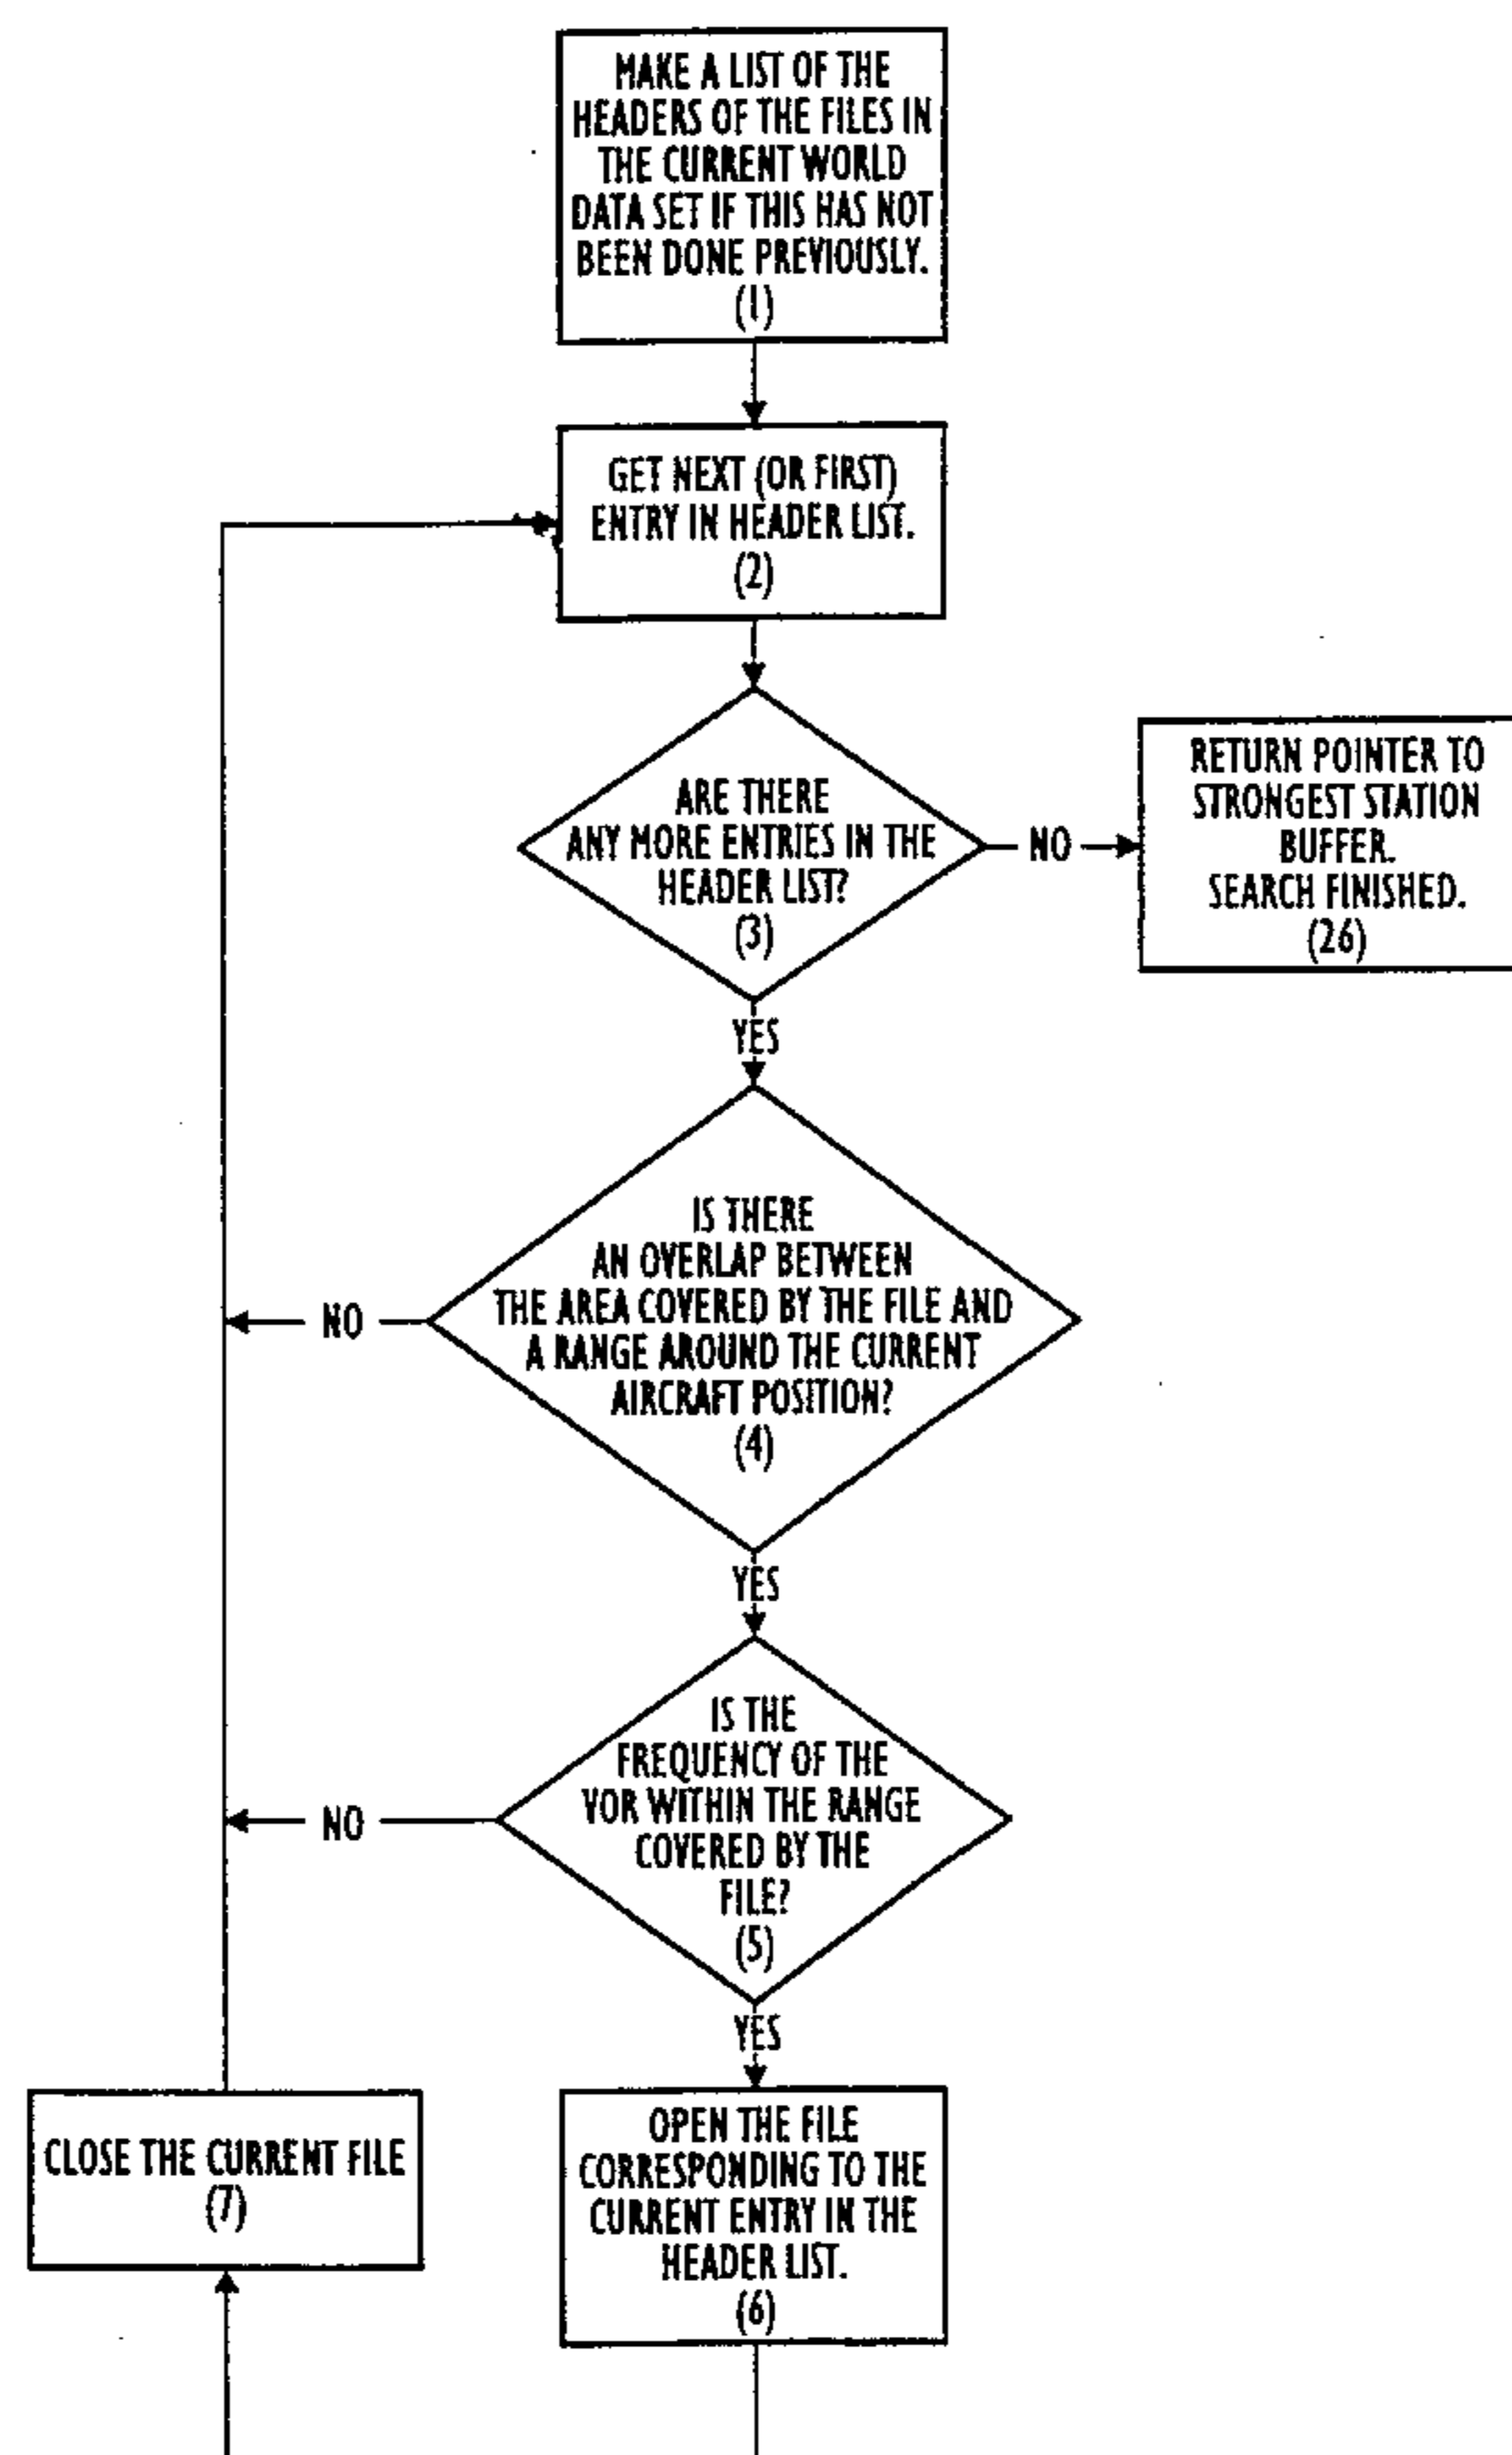 MAKE A LIST OF THE
HEADERS OF THE FILES IN
THE CURRENT WORLD
DATA SET IF THIS HAS NOT
BEEN DONE PREVIOUSLY.
(1)
GET NEXT (OR FIRST)
ENTRY IN HEADER LIST.
(2)
ARE THERE
ANY MORE ENTRIES IN THE
HEADER LIST?
(3)
NO
RETURN POINTER TO
STRONGEST STATION
BUFFER.
SEARCH FINISHED.
(26)
YES
IS THERE
AN OVERLAP BETWEEN
THE AREA COVERED BY THE FILE AND
A RANGE AROUND THE CURRENT
AIRCRAFT POSITION?
(4)
NO
YES
IS THE
FREQUENCY OF THE
VOR WITHIN THE RANGE
COVERED BY THE
FILE?
(5)
NO
YES
CLOSE THE CURRENT FILE
(7)
OPEN THE FILE
CORRESPONDING TO THE
CURRENT ENTRY IN THE
HEADER LIST.
(6)